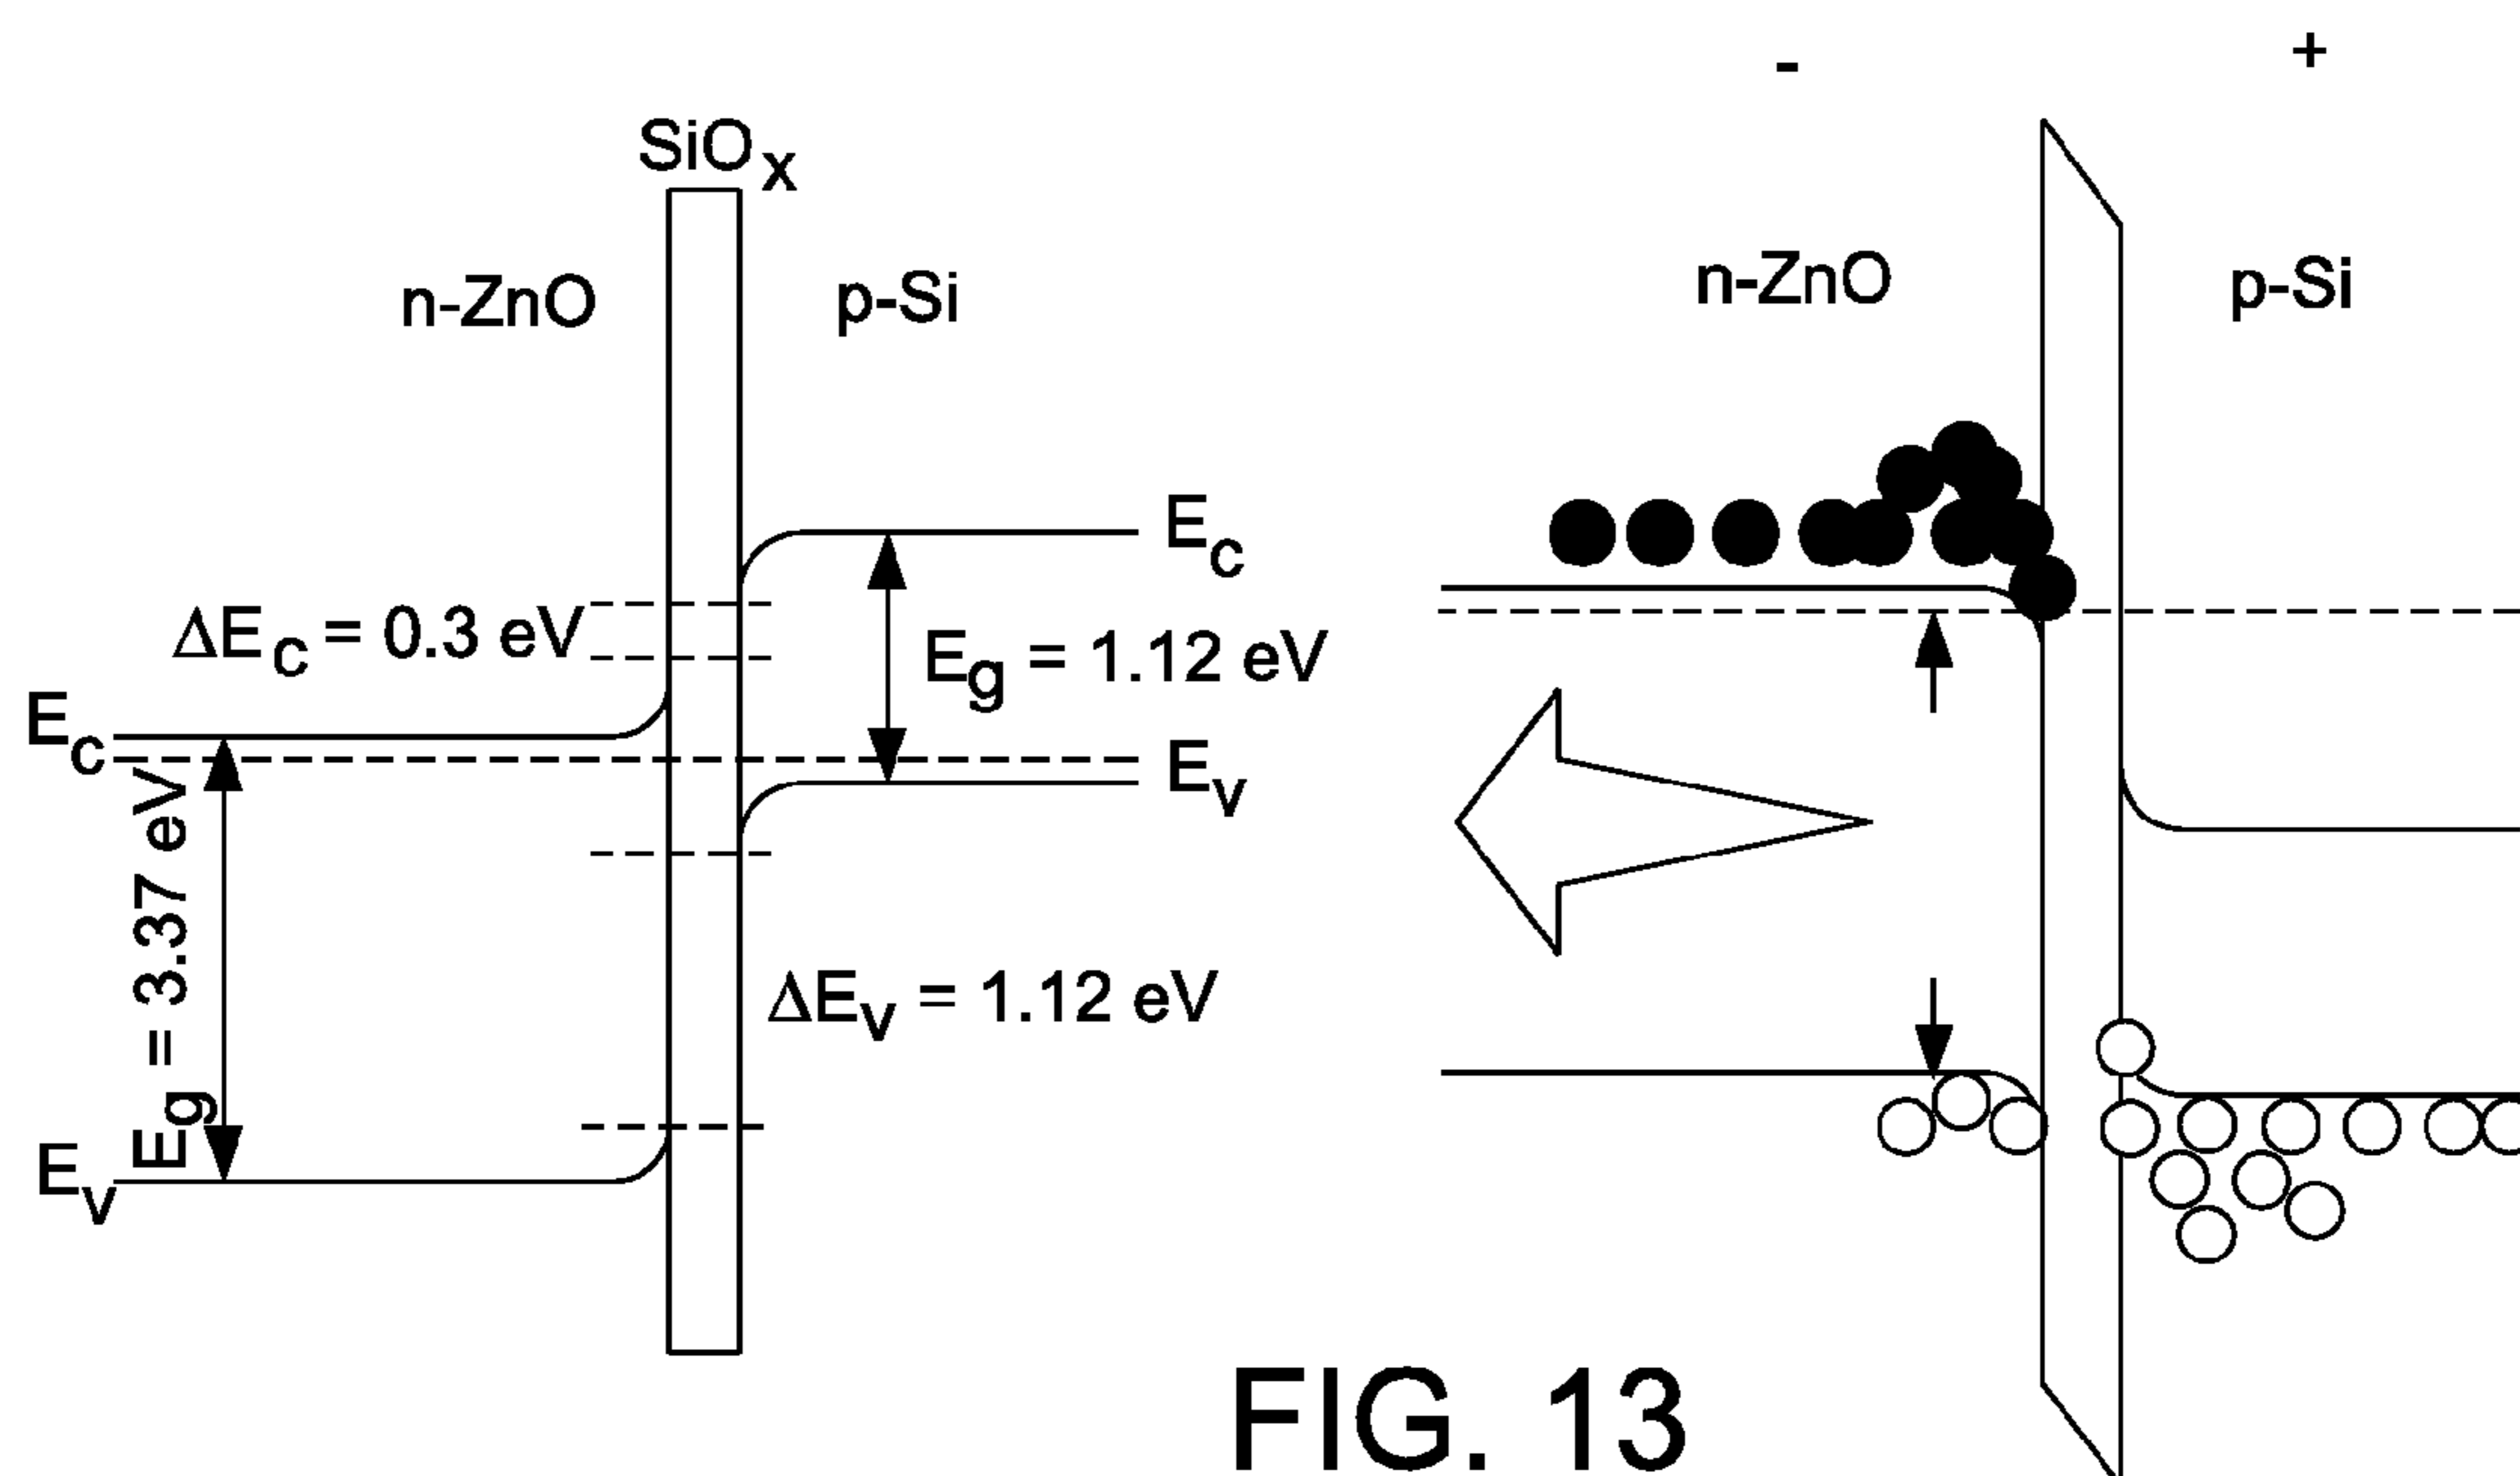 - +
SiOx
n-ZnO p-Si
n-ZnO p-Si
Ec
ΔEc = 0.3 eV
Eg = 1.12 eV
Ec
Ev
Eg = 3.37 eV
ΔEv = 1.12 eV
Ev
FIG. 13